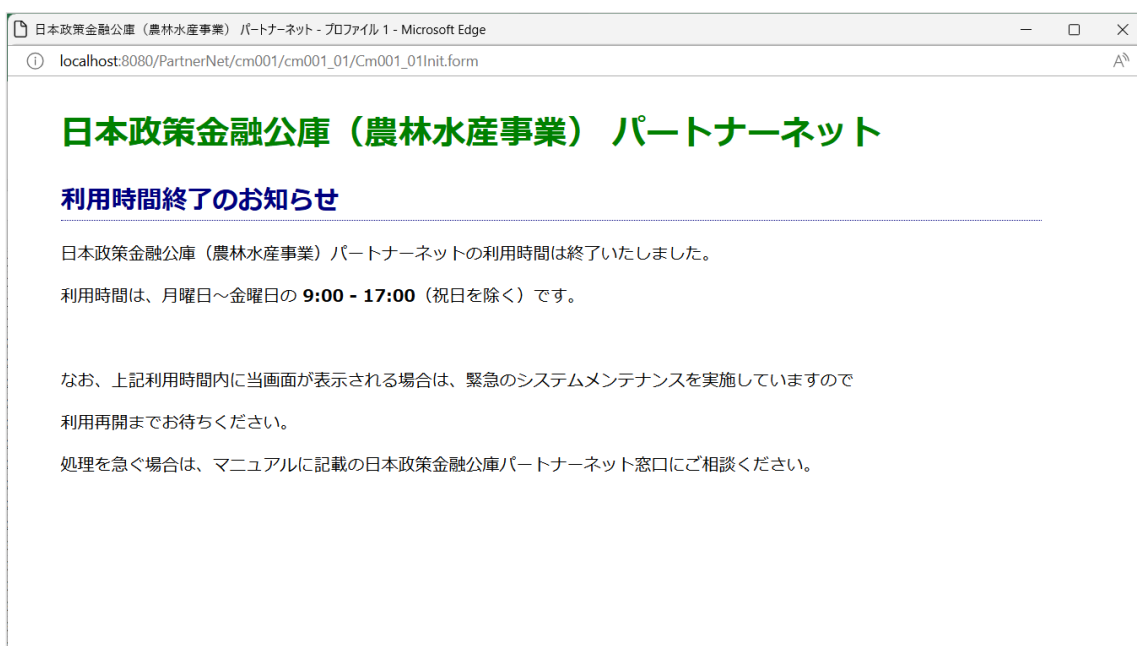 日本政策金融公庫（農林水産事業） パートナーネット - プロファイル 1 - Microsoft Edge
localhost:8080/PartnerNet/cm001/cm001_01/Cm001_01Init.form
日本政策金融公庫（農林水産事業） パートナーネット
利用時間終了のお知らせ
日本政策金融公庫（農林水産事業）パートナーネットの利用時間は終了いたしました。
利用時間は、月曜日～金曜日の 9:00 - 17:00（祝日を除く）です。
なお、上記利用時間内に当画面が表示される場合は、緊急のシステムメンテナンスを実施していますので
利用再開までお待ちください。
処理を急ぐ場合は、マニュアルに記載の日本政策金融公庫パートナーネット窓口にご相談ください。